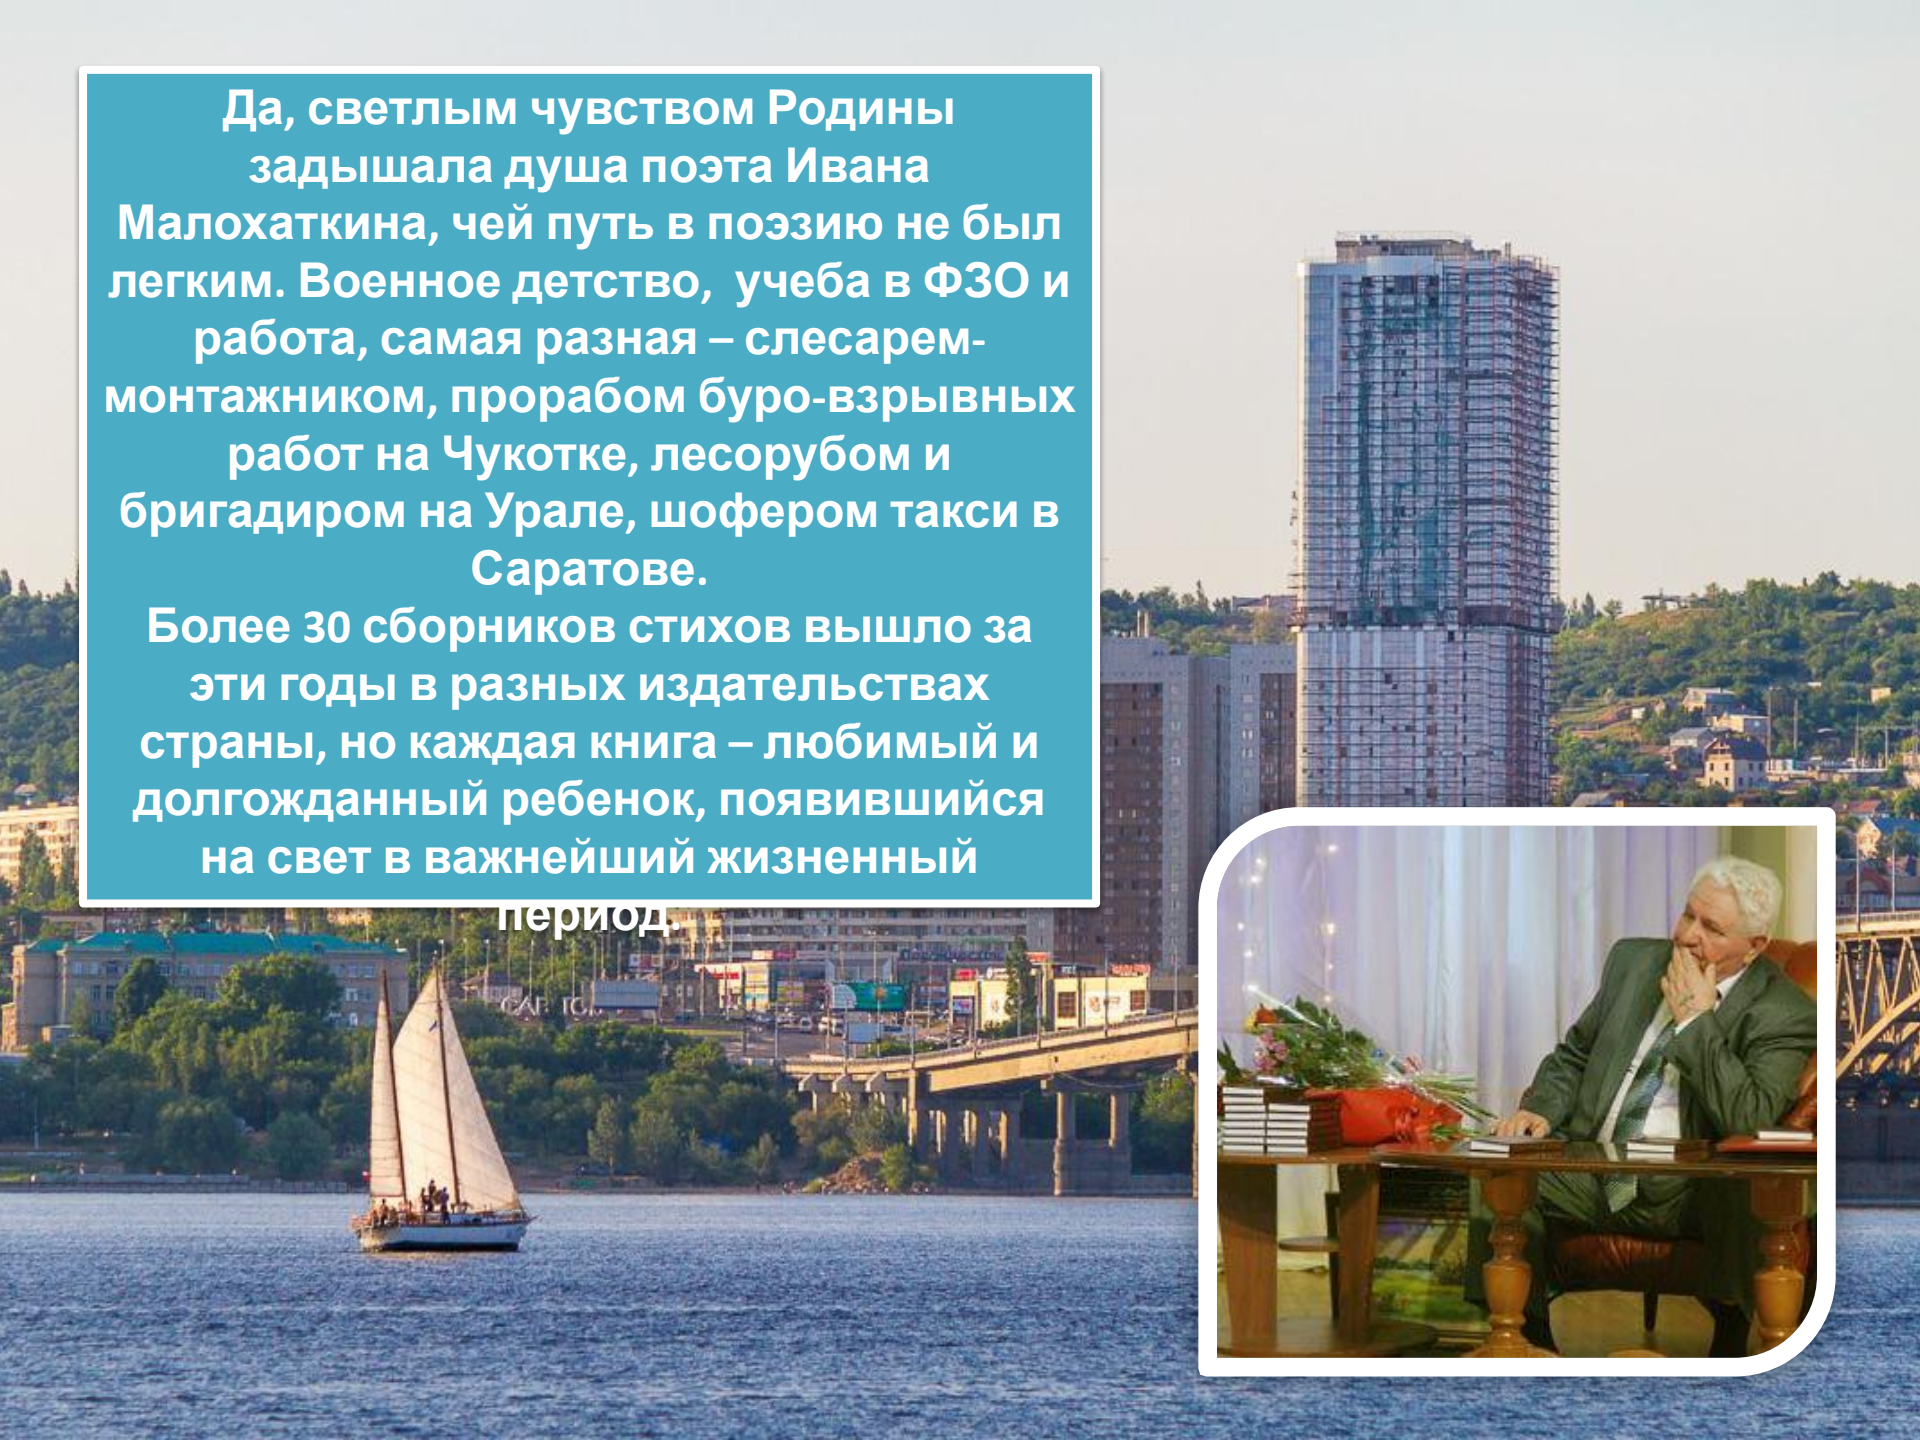 Да, светлым чувством Родины
задышала душа поэта Ивана
Малохаткина, чей путь в поэзию не был
легким. Военное детство,  учеба в ФЗО и
работа, самая разная – слесарем-
монтажником, прорабом буро-взрывных
работ на Чукотке, лесорубом и
бригадиром на Урале, шофером такси в
Саратове.
Более 30 сборников стихов вышло за
эти годы в разных издательствах
страны, но каждая книга – любимый и
долгожданный ребенок, появившийся
на свет в важнейший жизненный
период.